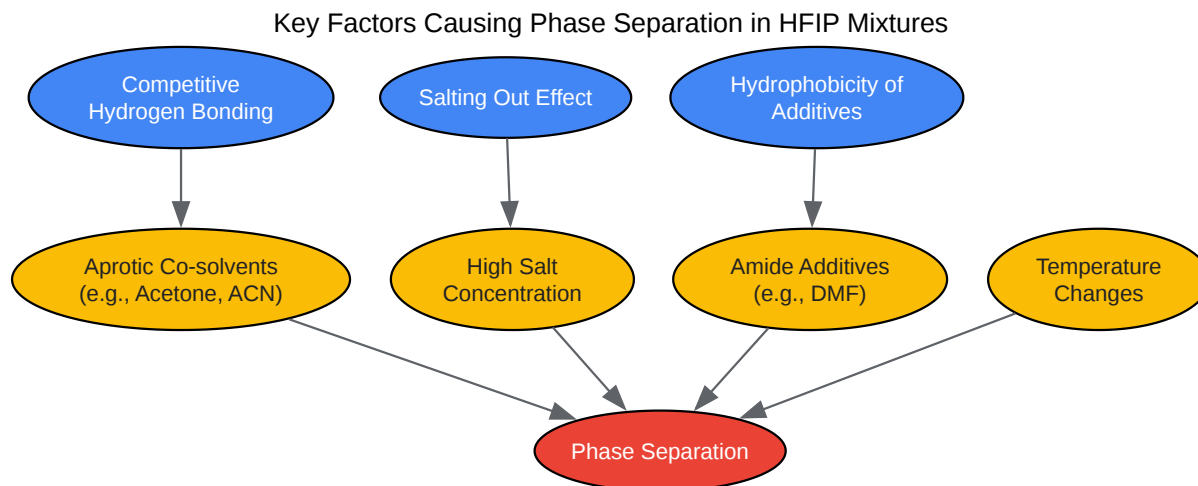 Key Factors Causing Phase Separation in HFIP Mixtures
Competitive
Hydrogen Bonding
Salting Out Effect
Hydrophobicity of
Additives
Aprotic Co-solvents
(e.g., Acetone, ACN)
High Salt
Concentration
Amide Additives
(e.g., DMF)
Temperature
Changes
Phase Separation